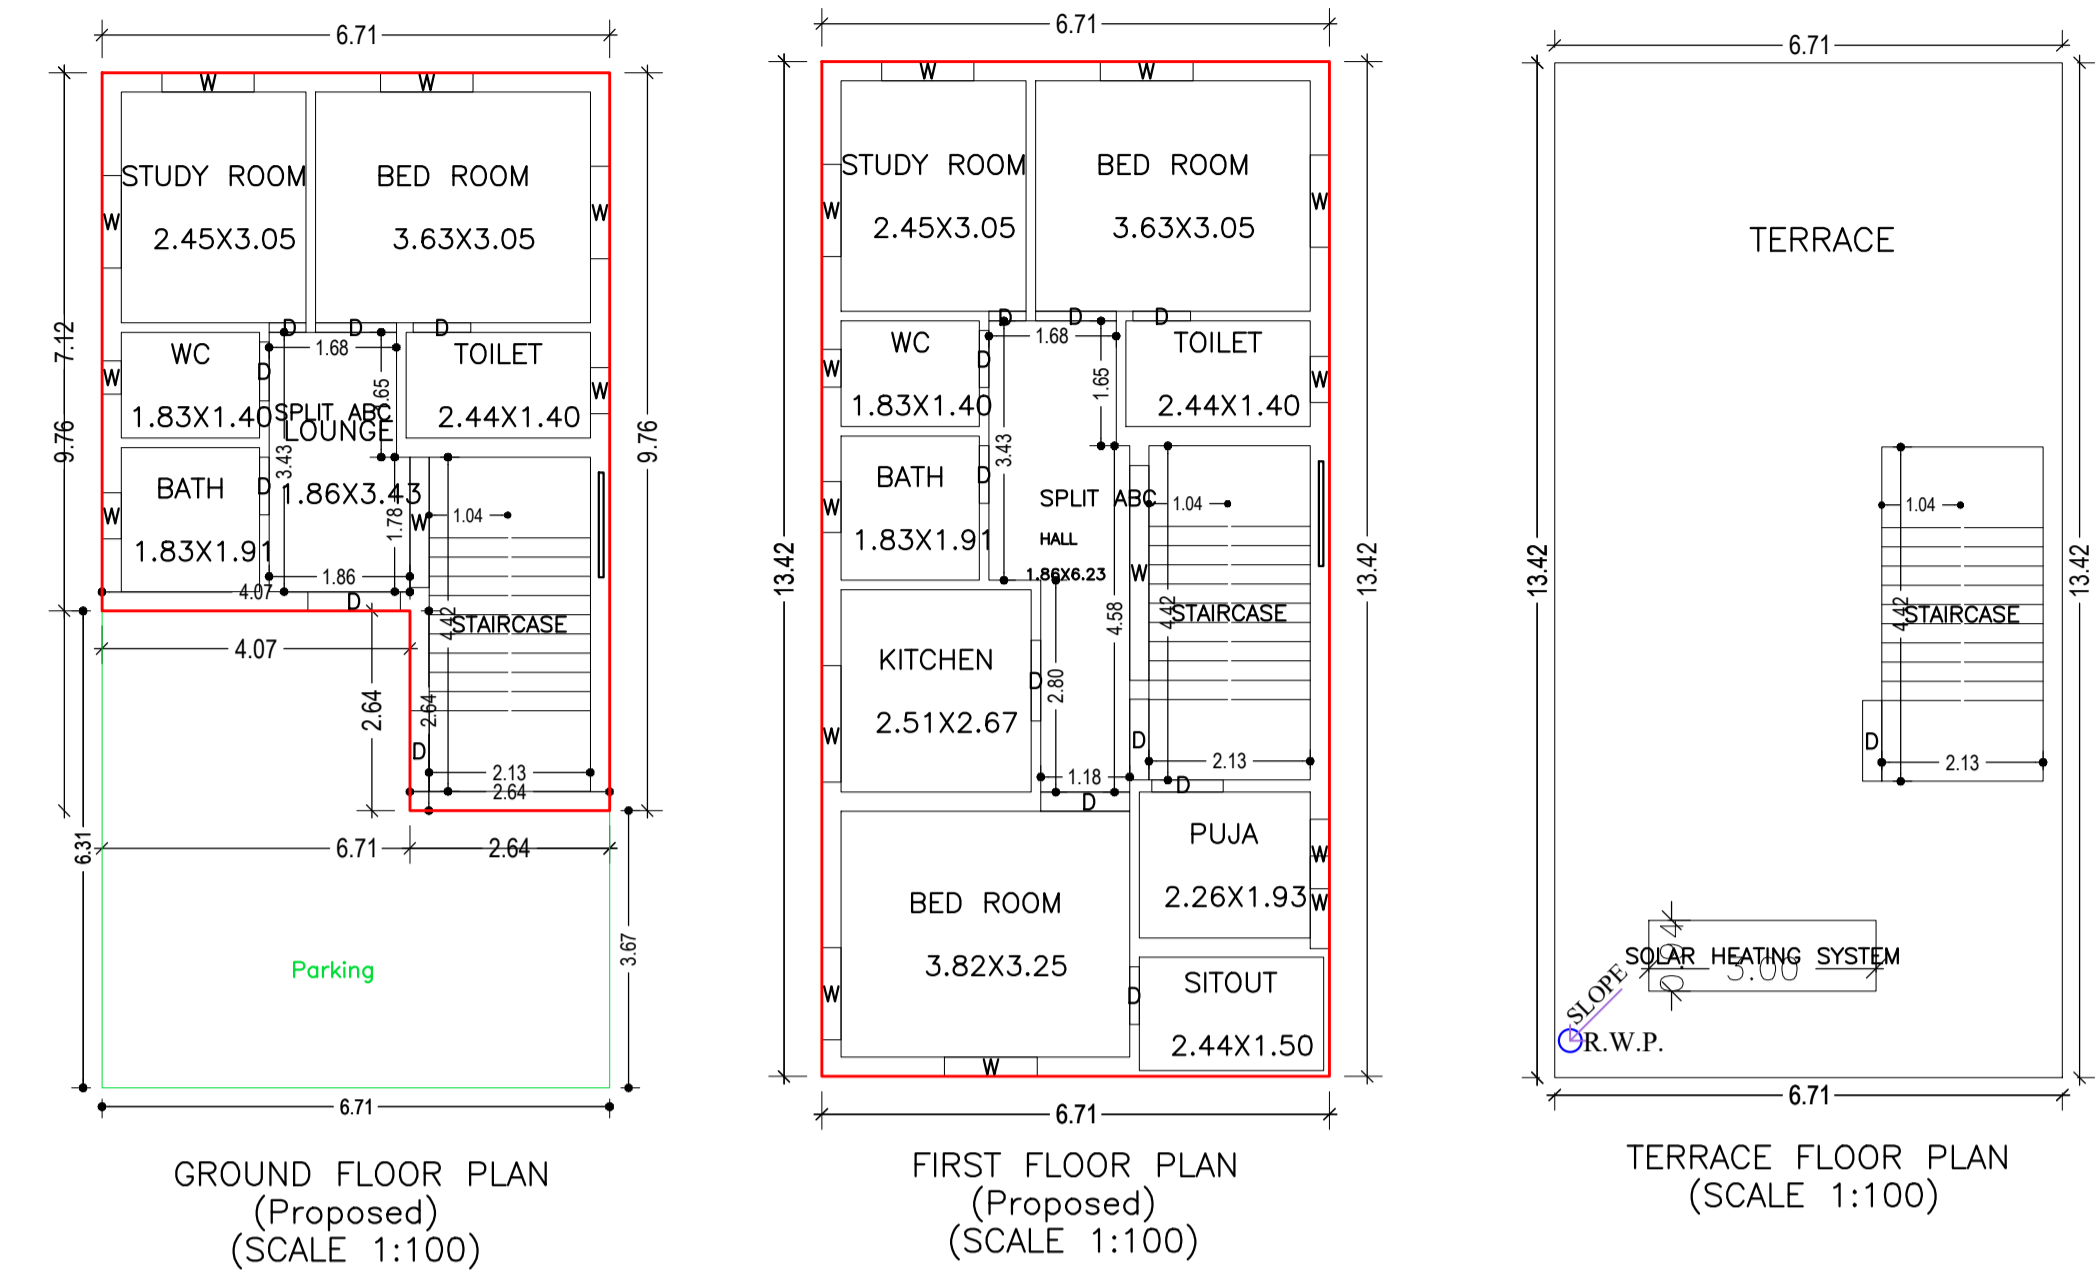 6.71
W
W
STUDY ROOM
2.45X3.05
BED ROOM
3.63X3.05
W
W
7.12
9.76
9.76
D
D
D
WC
1.83X1.40
W
D
1.68
1.65
TOILET
2.44X1.40
W
SPLIT ABC
LOUNGE
1.86X3.43
3.43
1.78
BATH
1.83X1.91
W
D
W
1.04
1.86
4.07
D
4.42
STAIRCASE
4.07
2.64
2.64
D
2.13
2.64
6.31
6.71
2.64
3.67
Parking
6.71
GROUND FLOOR PLAN
(Proposed)
(SCALE 1:100)
6.71
W
W
STUDY ROOM
2.45X3.05
BED ROOM
3.63X3.05
W
W
D
D
D
WC
1.83X1.40
W
D
1.68
1.65
TOILET
2.44X1.40
W
3.43
BATH
1.83X1.91
W
D
SPLIT ABC
HALL
1.86X6.23
W
1.04
13.42
13.42
4.58
4.42
STAIRCASE
KITCHEN
2.51X2.67
W
D
2.80
D
1.18
2.13
D
D
PUJA
2.26X1.93
W
W
BED ROOM
3.82X3.25
W
D
SITOUT
2.44X1.50
W
6.71
FIRST FLOOR PLAN
(Proposed)
(SCALE 1:100)
6.71
TERRACE
13.42
13.42
1.04
4.42
STAIRCASE
D
2.13
0.94
SOLAR HEATING SYSTEM
3.00
SLOPE
R.W.P.
6.71
TERRACE FLOOR PLAN
(SCALE 1:100)